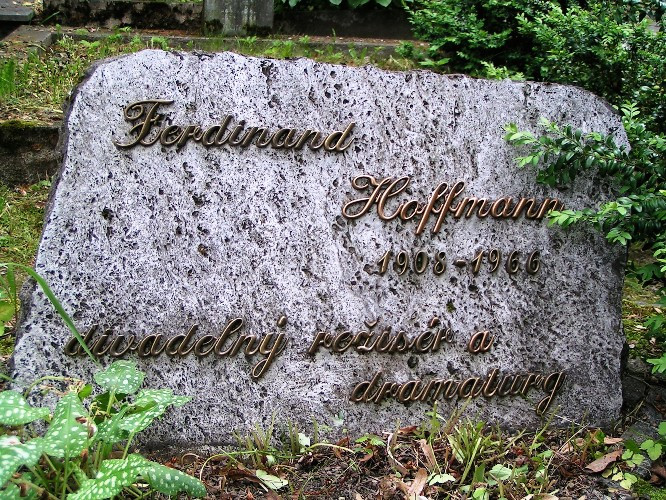 Ferdinand
Hoffmann
1908-1966
divadelný režisér a
dramaturg